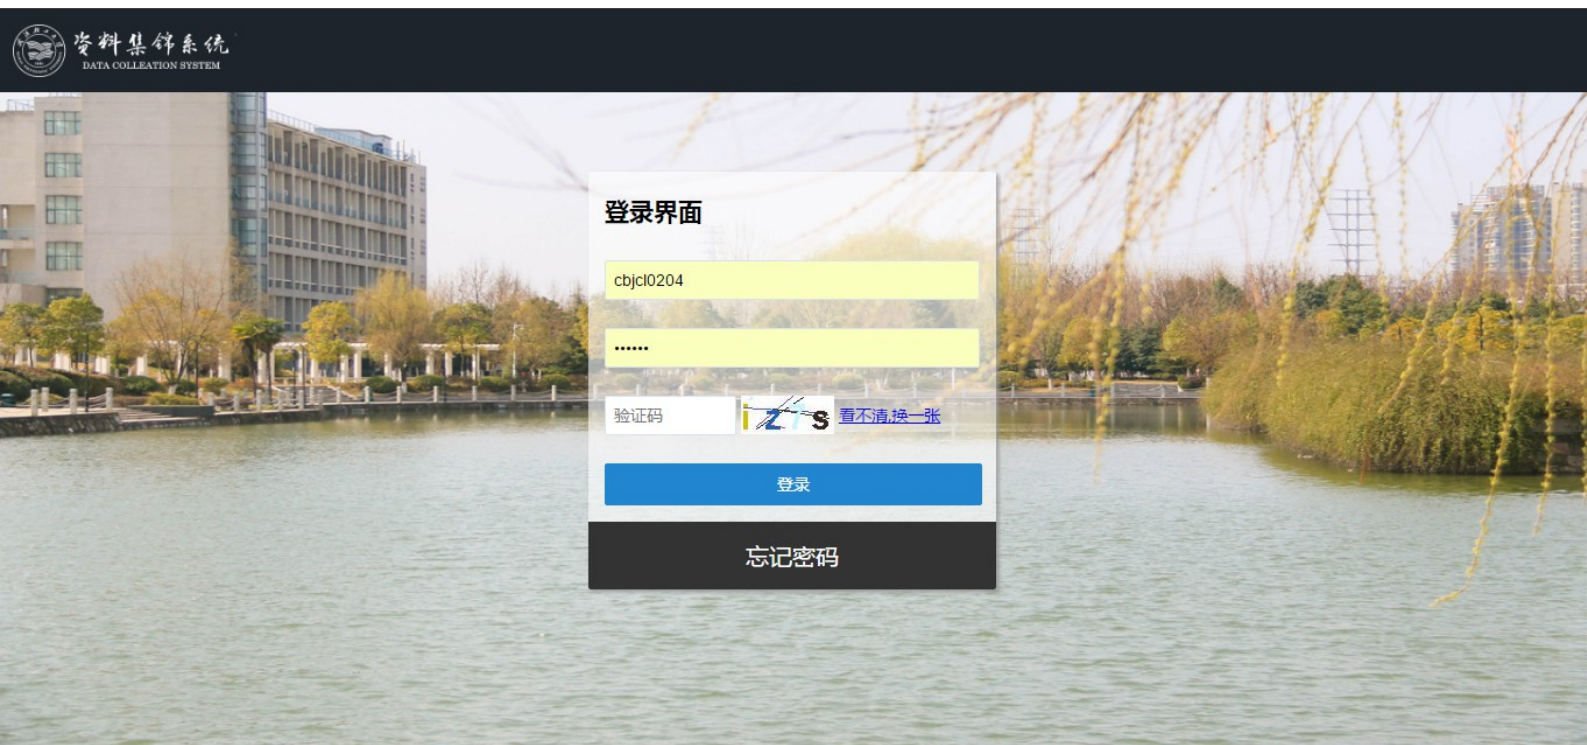 资料集锦系统
DATA COLLEATION SYSTEM
登录界面
cbjcl0204
••••••
验证码
看不清,换一张
登录
忘记密码